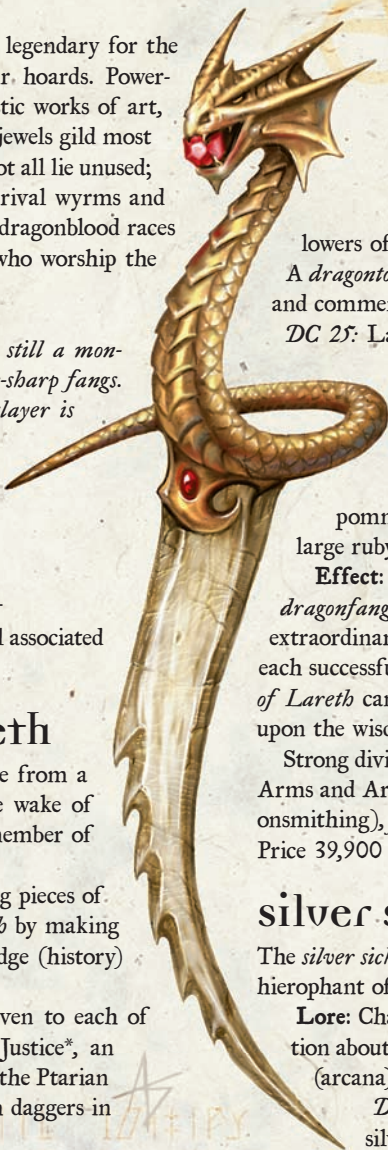 legendary for the
r hoards. Power-
tic works of art,
jewels gild most
ot all lie unused;
rival wyrms and
dragonblood races
who worship the
still a mon-
-sharp fangs.
layer is
l associated
eth
e from a
e wake of
member of
g pieces of
b by making
dge (history)
ven to each of
Justice*, an
the Ptarian
n daggers in
lowers of
A dragonto
and commen
DC 25: La
pomm
large ruby
Effect:
dragonfang
extraordinar
each successfu
of Lareth can
upon the wisd
Strong divi
Arms and Ar
onsmithing),
Price 39,900
silver s
The silver sick
hierophant of
Lore: Cha
tion about
(arcana)
D
silv